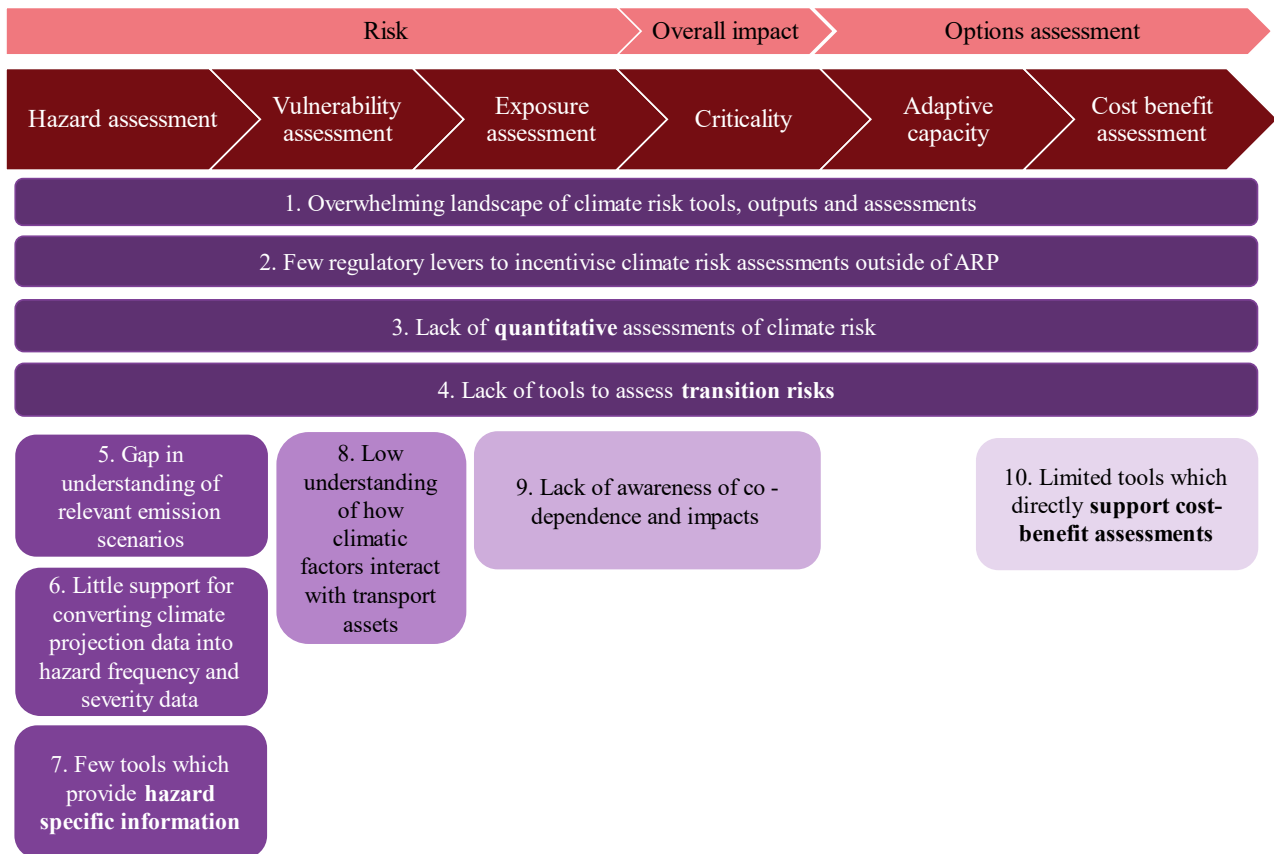 Risk
Overall impact
Options assessment
Hazard assessment
Vulnerability
assessment
Exposure
assessment
Criticality
Adaptive
capacity
Cost benefit
assessment
1. Overwhelming landscape of climate risk tools, outputs and assessments
2. Few regulatory levers to incentivise climate risk assessments outside of ARP
3. Lack of quantitative assessments of climate risk
4. Lack of tools to assess transition risks
5. Gap in
understanding of
relevant emission
scenarios
6. Little support for
converting climate
projection data into
hazard frequency and
severity data
7. Few tools which
provide hazard
specific information
8. Low
understanding
of how
climatic
factors interact
with transport
assets
9. Lack of awareness of co -
dependence and impacts
10. Limited tools which
directly support cost-
benefit assessments